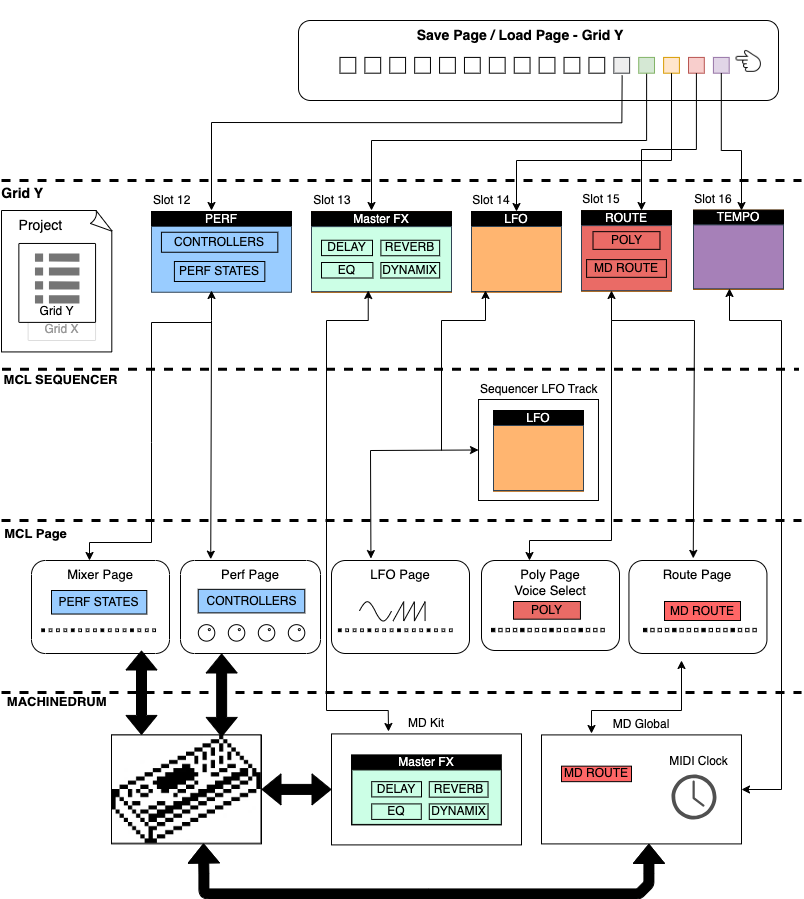 Save Page / Load Page - Grid Y
Grid Y
Slot 12
Slot 13
Slot 14
Slot 15
Slot 16
Project
Grid Y
Grid X
PERF
CONTROLLERS
PERF STATES
Master FX
DELAY
REVERB
EQ
DYNAMIX
LFO
ROUTE
POLY
MD ROUTE
TEMPO
MCL SEQUENCER
Sequencer LFO Track
LFO
MCL Page
Mixer Page
PERF STATES
Perf Page
CONTROLLERS
LFO Page
Poly Page
Voice Select
POLY
Route Page
MD ROUTE
MACHINEDRUM
MD Kit
Master FX
DELAY
REVERB
EQ
DYNAMIX
MD Global
MD ROUTE
MIDI Clock